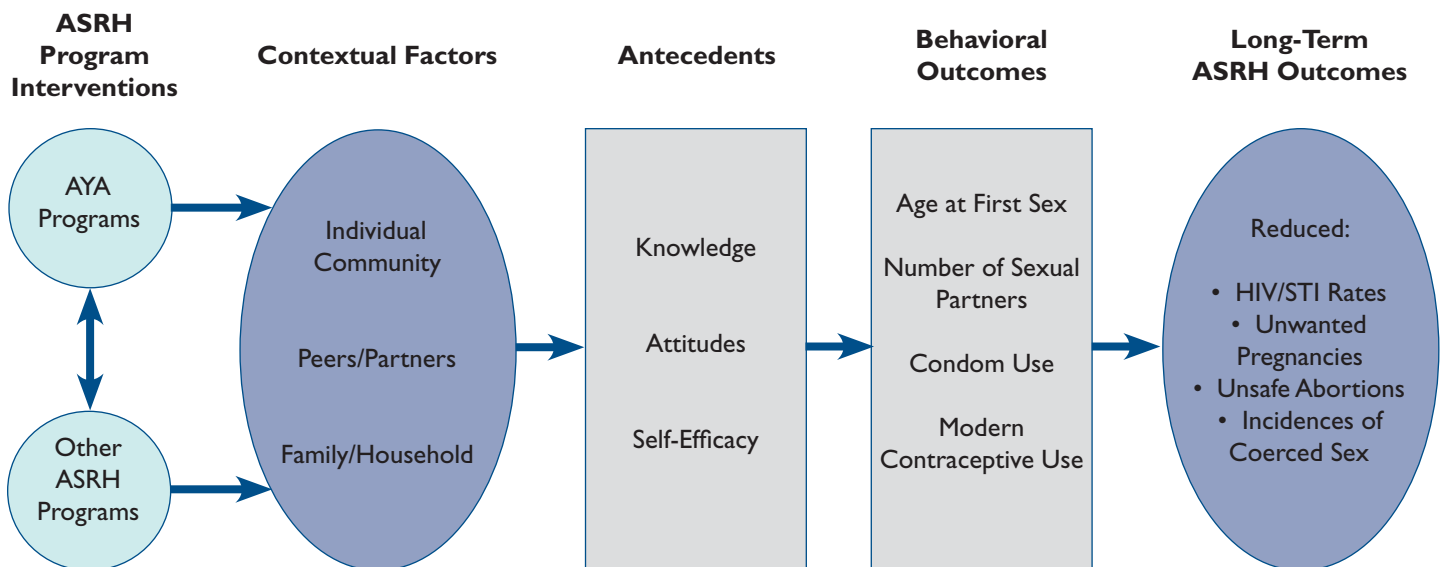 ASRH
Program
Interventions
Contextual Factors
Antecedents
Behavioral
Outcomes
Long-Term
ASRH Outcomes
AYA
Programs
Other
ASRH
Programs
Individual
Community
Peers/Partners
Family/Household
Knowledge
Attitudes
Self-Efficacy
Age at First Sex
Number of Sexual
Partners
Condom Use
Modern
Contraceptive Use
Reduced:
• HIV/STI Rates
• Unwanted
Pregnancies
• Unsafe Abortions
• Incidences of
Coerced Sex